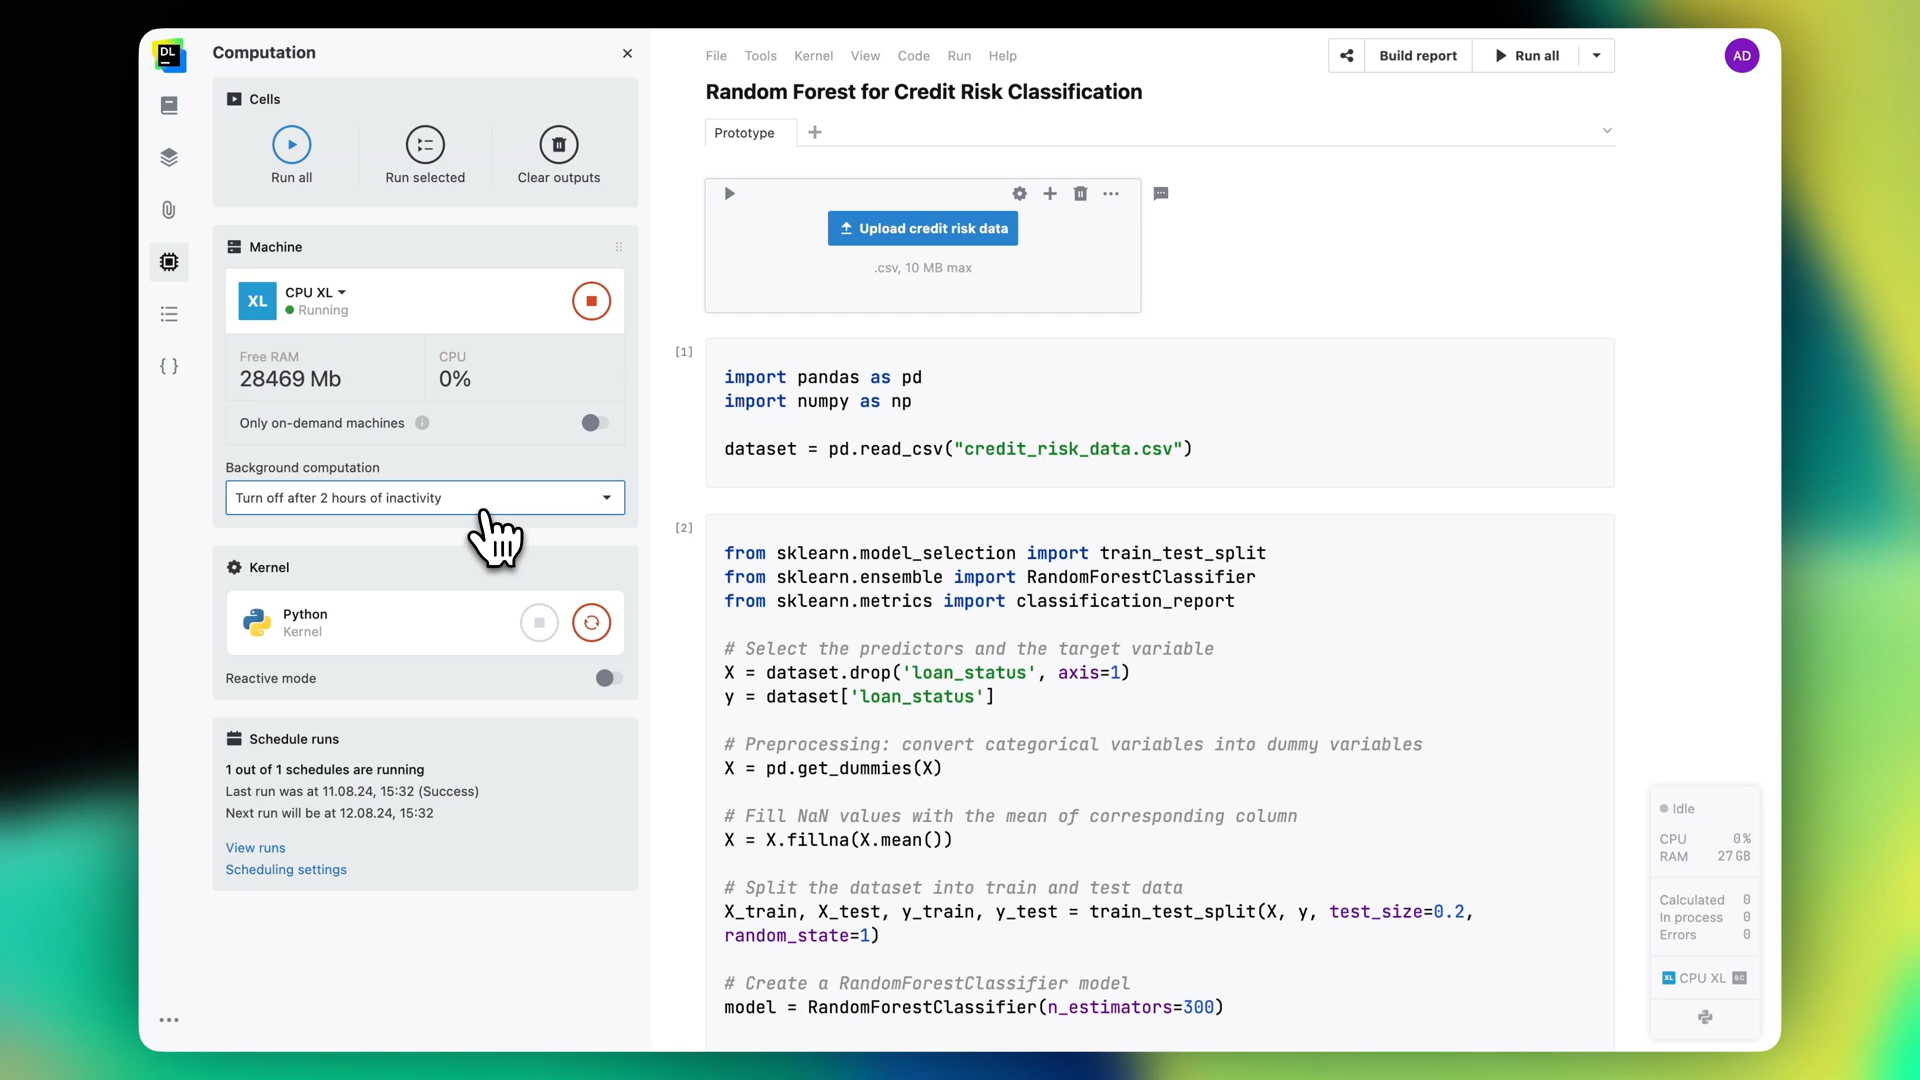 DL
Computation
Cells
Run all
Run selected
Clear outputs
Machine
XL
CPU XL
Running
Free RAM
28469 Mb
CPU
0%
Only on-demand machines
Background computation
Turn off after 2 hours of inactivity
Kernel
Python
Kernel
Reactive mode
Schedule runs
1 out of 1 schedules are running
Last run was at 11.08.24, 15:32 (Success)
Next run will be at 12.08.24, 15:32
View runs
Scheduling settings
File Tools Kernel View Code Run Help
Build report
Run all
AD
Random Forest for Credit Risk Classification
Prototype
Upload credit risk data
.csv, 10 MB max
[1]
import pandas as pd
import numpy as np
dataset = pd.read_csv("credit_risk_data.csv")
[2]
from sklearn.model_selection import train_test_split
from sklearn.ensemble import RandomForestClassifier
from sklearn.metrics import classification_report
# Select the predictors and the target variable
X = dataset.drop('loan_status', axis=1)
y = dataset['loan_status']
# Preprocessing: convert categorical variables into dummy variables
X = pd.get_dummies(X)
# Fill NaN values with the mean of corresponding column
X = X.fillna(X.mean())
# Split the dataset into train and test data
X_train, X_test, y_train, y_test = train_test_split(X, y, test_size=0.2,
random_state=1)
# Create a RandomForestClassifier model
model = RandomForestClassifier(n_estimators=300)
Idle
CPU 0%
RAM 27 GB
Calculated 0
In process 0
Errors 0
XL CPU XL BC